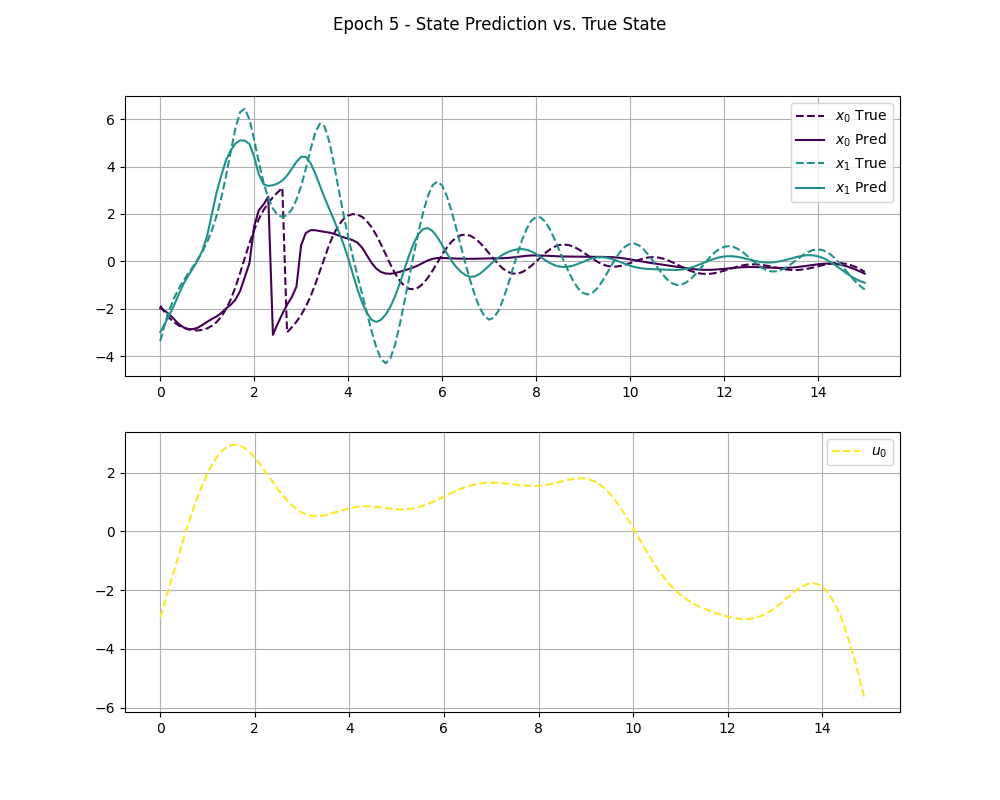 Epoch 5 - State Prediction vs. True State
6
4
2
0
−2
−4
x₀ True
x₀ Pred
x₁ True
x₁ Pred
0 2 4 6 8 10 12 14
2
0
−2
−4
−6
u₀
0 2 4 6 8 10 12 14